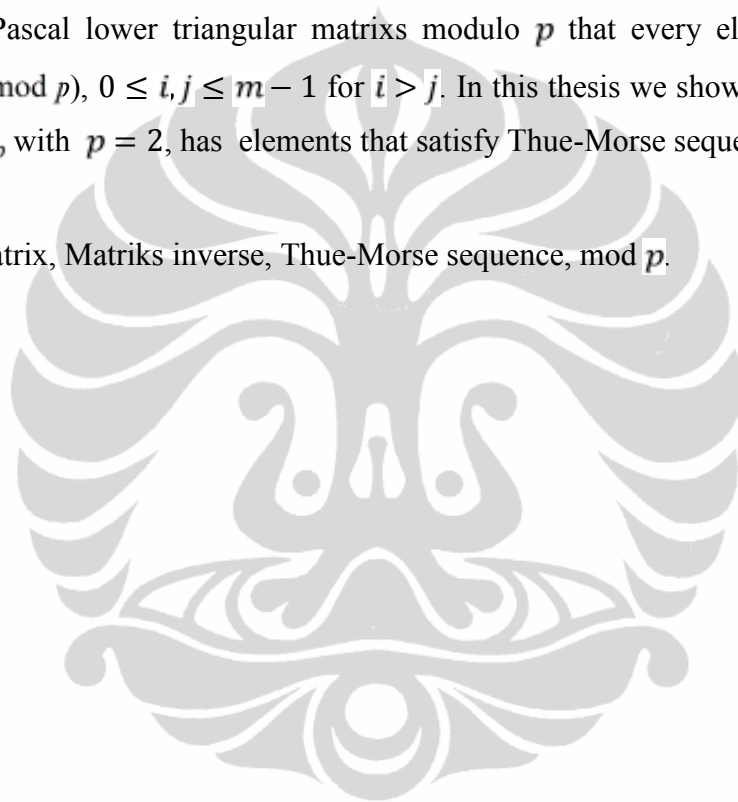 Pascal lower triangular matrixs modulo p that every el
mod p), 0 ≤ i, j ≤ m − 1 for i > j. In this thesis we show
p with p = 2, has elements that satisfy Thue-Morse seque
atrix, Matriks inverse, Thue-Morse sequence, mod p.